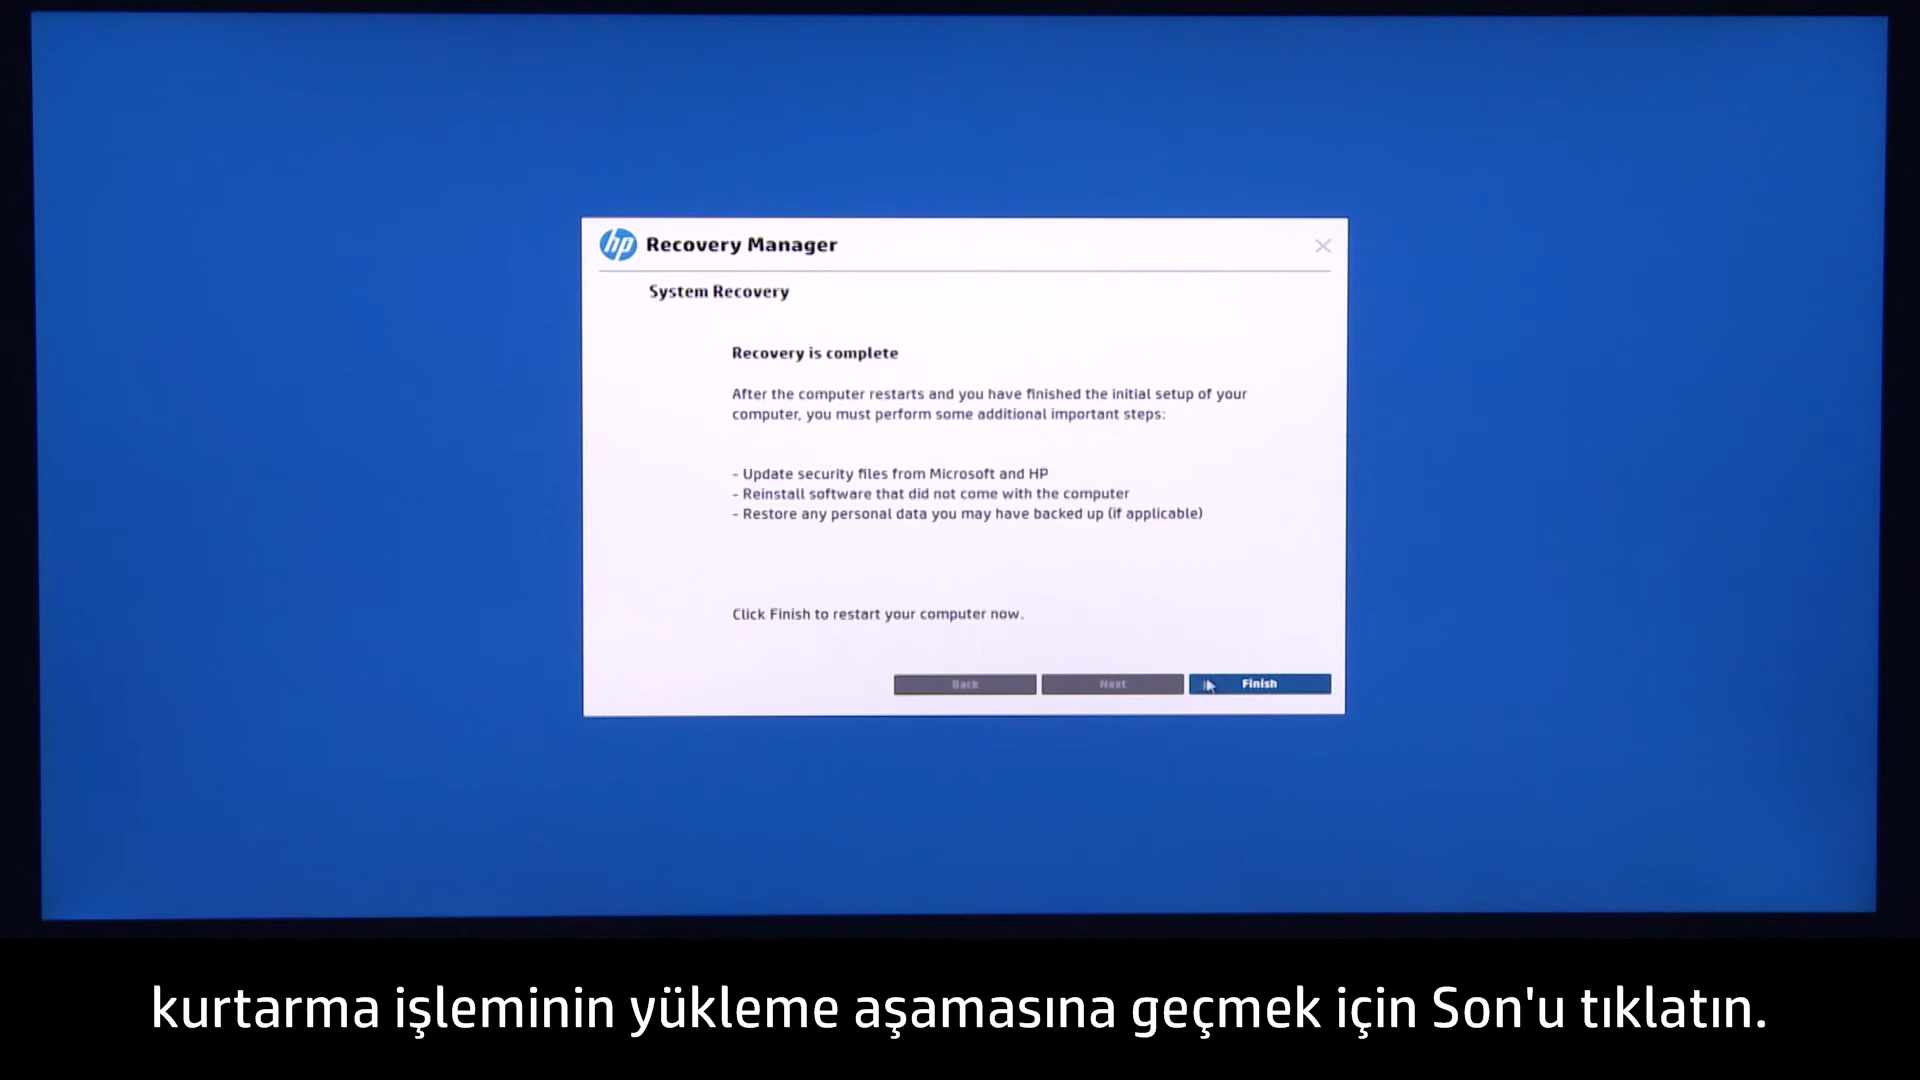 hp Recovery Manager
System Recovery
Recovery is complete
After the computer restarts and you have finished the initial setup of your
computer, you must perform some additional important steps:
- Update security files from Microsoft and HP
- Reinstall software that did not come with the computer
- Restore any personal data you may have backed up (if applicable)
Click Finish to restart your computer now.
Back Next Finish
kurtarma işleminin yükleme aşamasına geçmek için Son'u tıklatın.